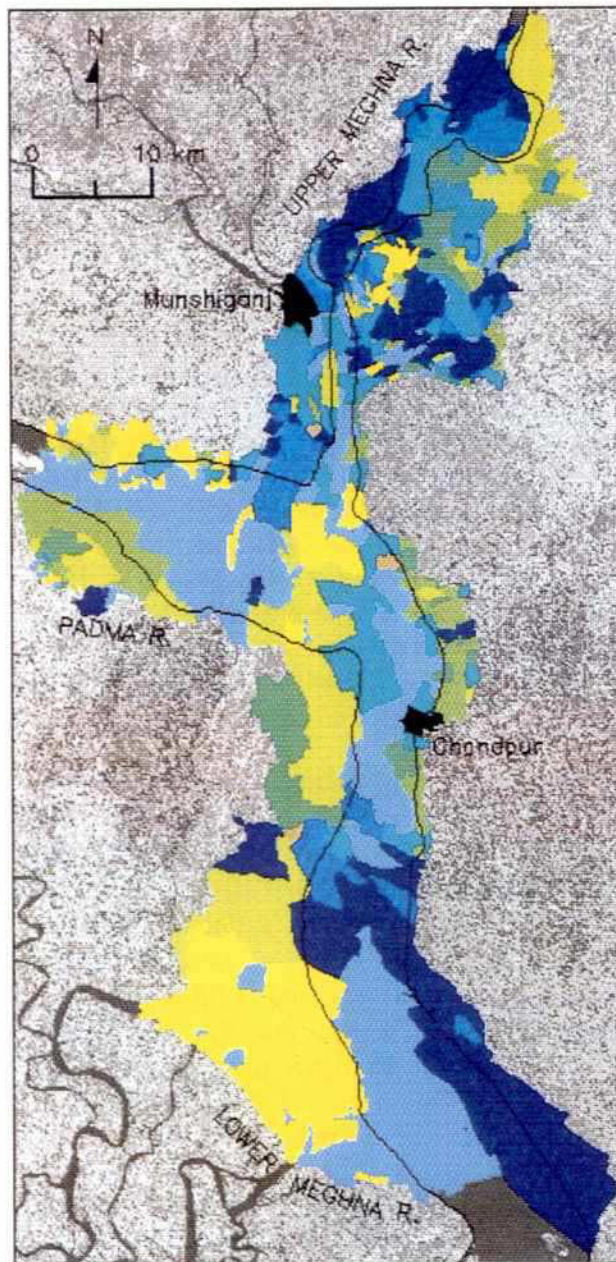 N
0 10 km
UPPER MEGHNA R.
Munshiganj
PADMA R.
Chandpur
LOWER MEGHNA R.